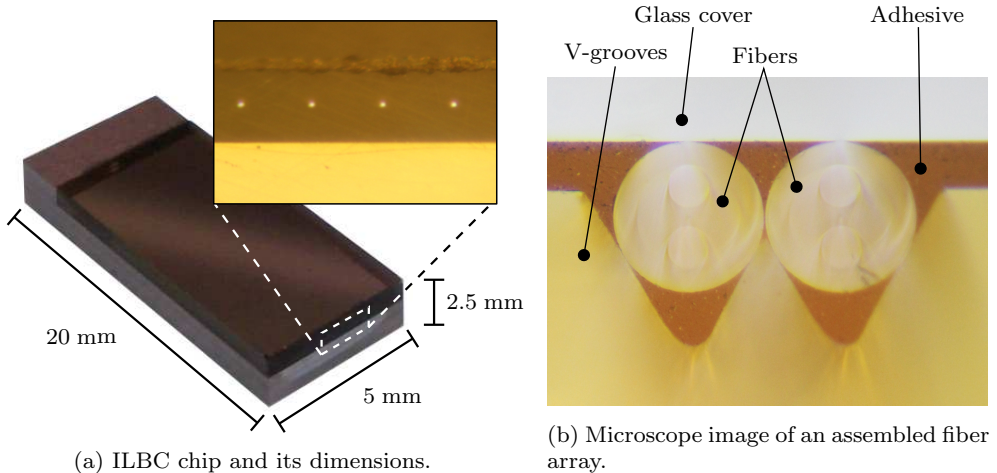 20 mm
5 mm
2.5 mm
(a) ILBC chip and its dimensions.
Glass cover
Adhesive
V-grooves
Fibers
(b) Microscope image of an assembled fiber
array.